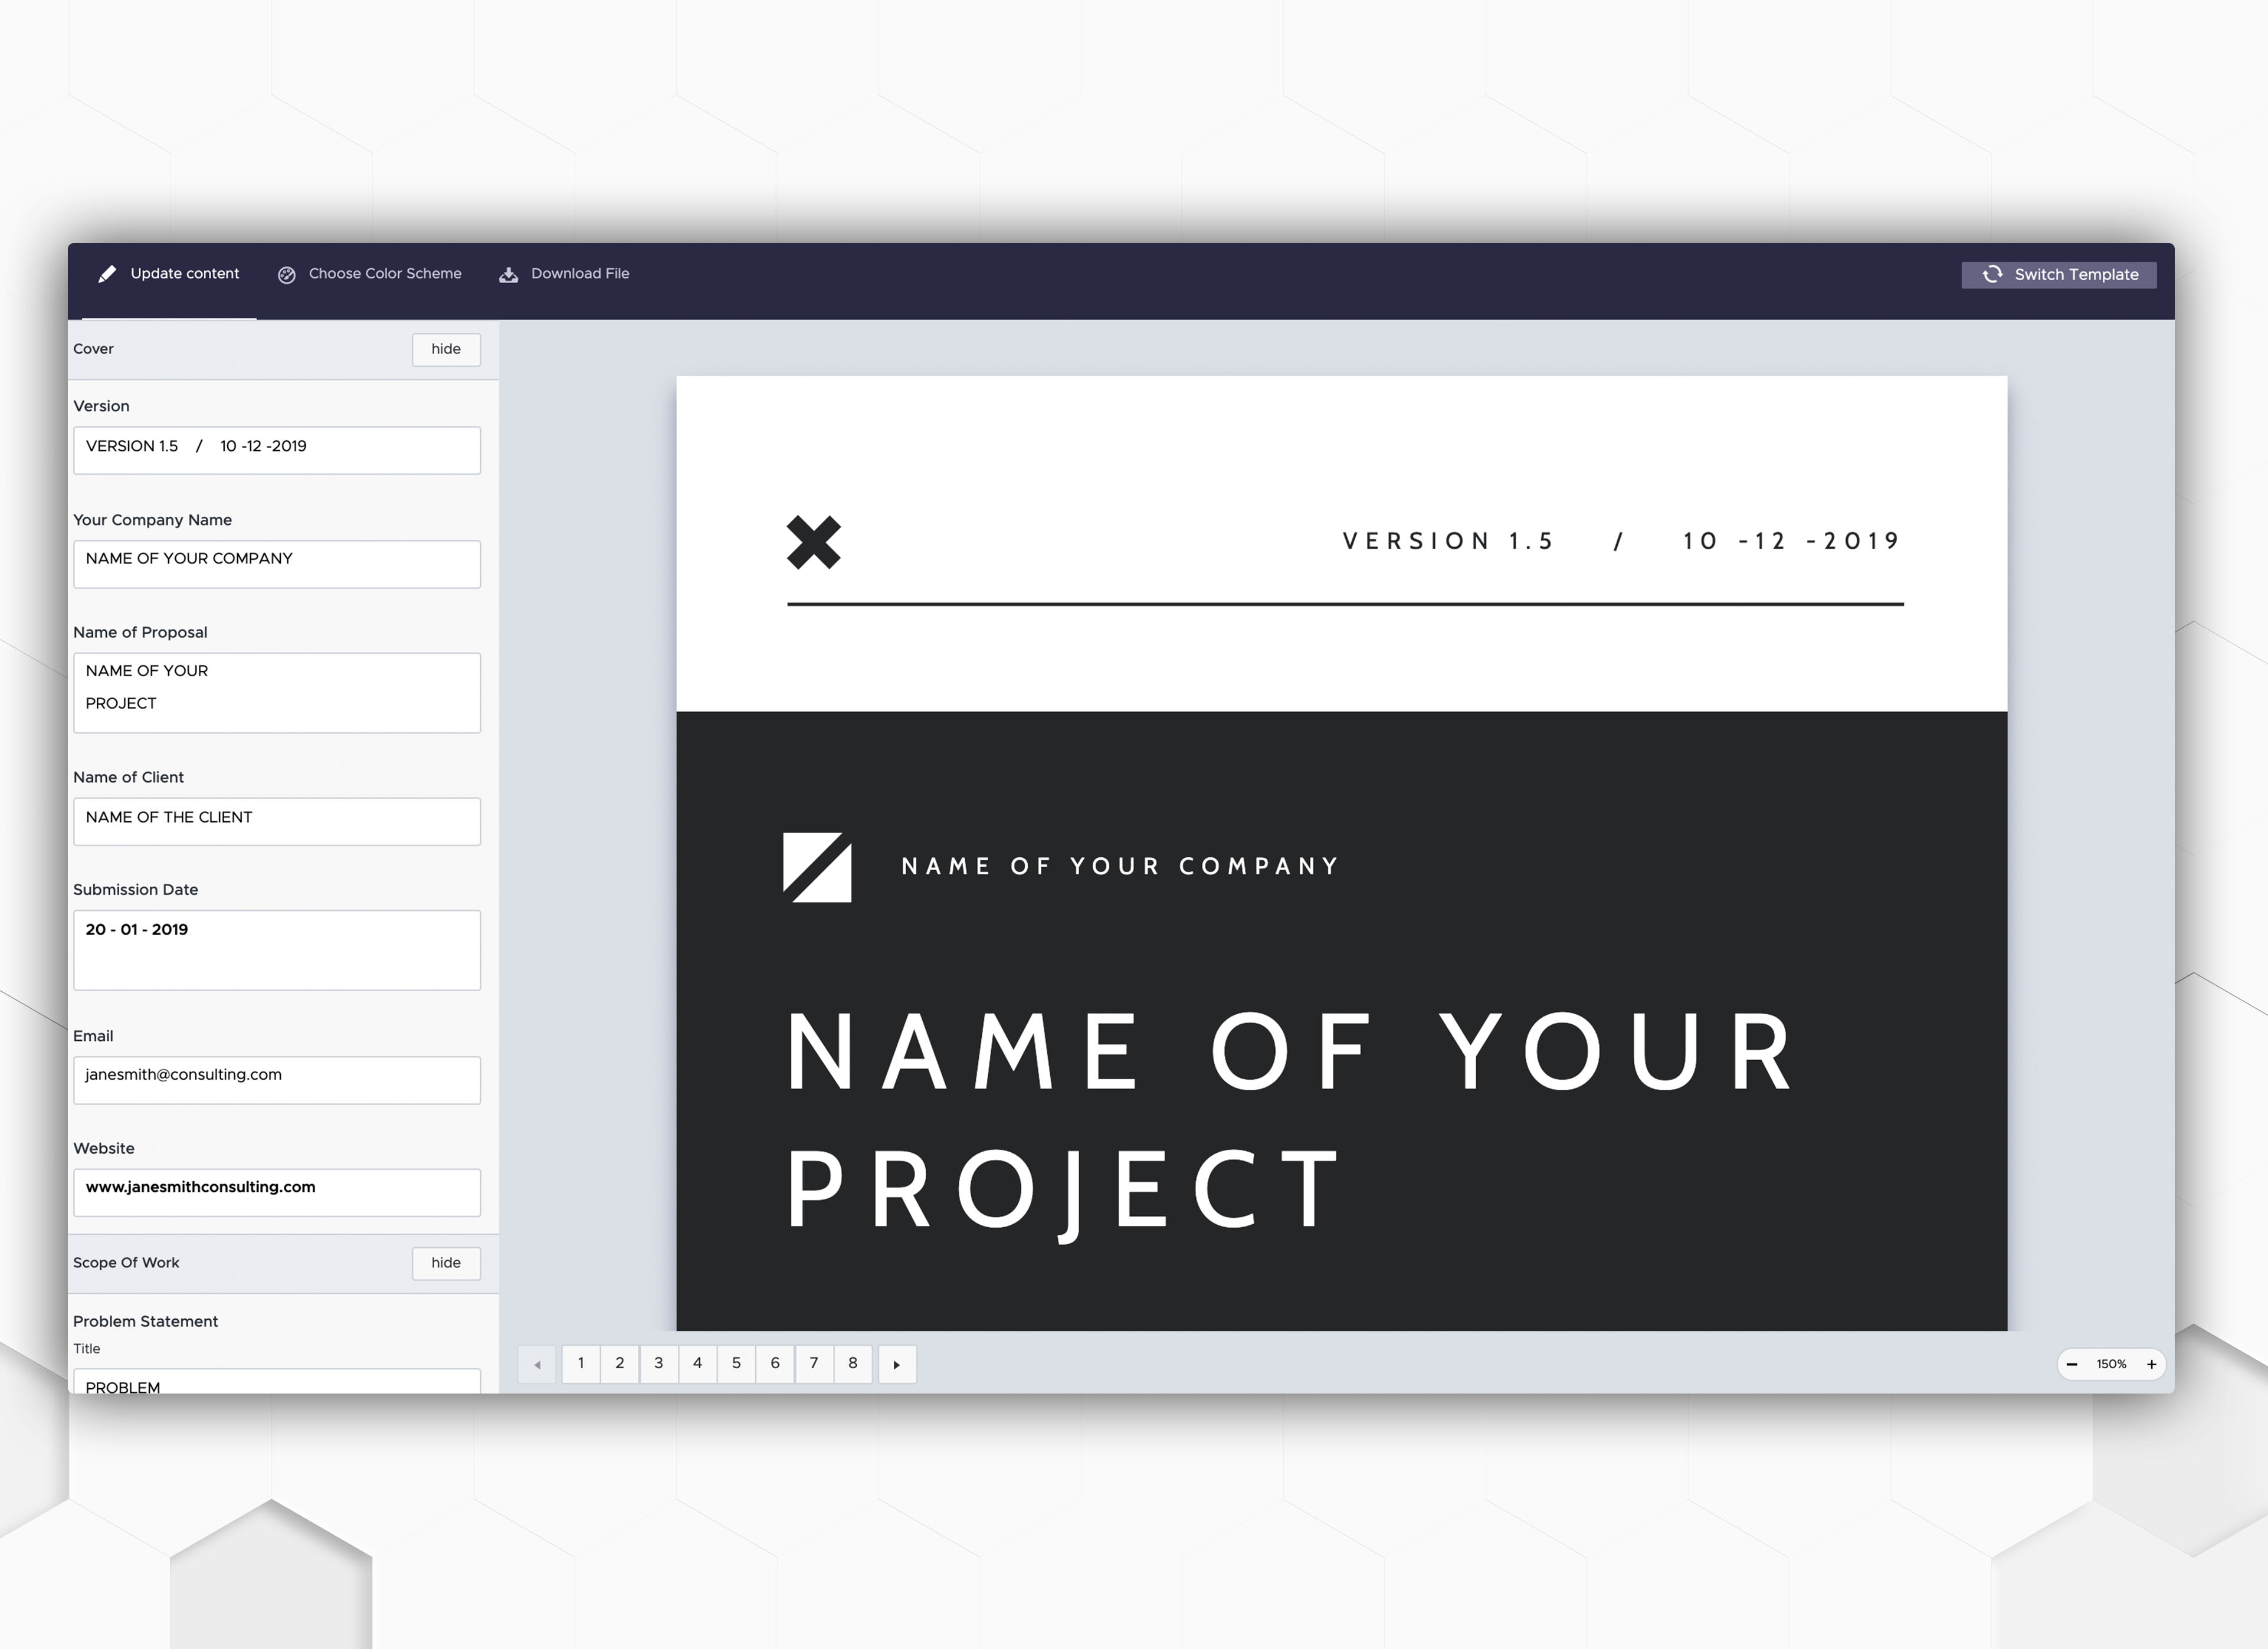 Update content
Choose Color Scheme
Download File
Switch Template
Cover
hide
Version
VERSION 1.5 / 10 -12 -2019
Your Company Name
NAME OF YOUR COMPANY
Name of Proposal
NAME OF YOUR
PROJECT
Name of Client
NAME OF THE CLIENT
Submission Date
20 - 01 - 2019
Email
janesmith@consulting.com
Website
www.janesmithconsulting.com
Scope Of Work
hide
Problem Statement
Title
PROBLEM
VERSION 1.5 / 10 -12 -2019
NAME OF YOUR COMPANY
NAME OF YOUR
PROJECT
1 2 3 4 5 6 7 8
− 150% +